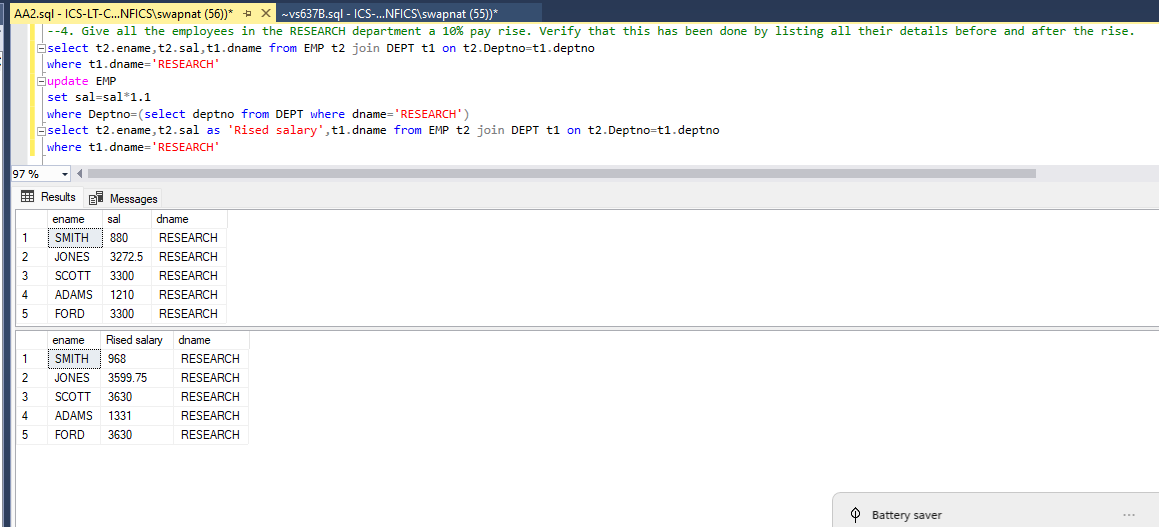 AA2.sql - ICS-LT-C...NFICS\swapnat (56))* ~vs637B.sql - ICS-...NFICS\swapnat (55))*
--4. Give all the employees in the RESEARCH department a 10% pay rise. Verify that this has been done by listing all their details before and after the rise.
select t2.ename,t2.sal,t1.dname from EMP t2 join DEPT t1 on t2.Deptno=t1.deptno
where t1.dname='RESEARCH'
update EMP
set sal=sal*1.1
where Deptno=(select deptno from DEPT where dname='RESEARCH')
select t2.ename,t2.sal as 'Rised salary',t1.dname from EMP t2 join DEPT t1 on t2.Deptno=t1.deptno
where t1.dname='RESEARCH'
97 %
Results Messages
ename sal dname
1 SMITH 880 RESEARCH
2 JONES 3272.5 RESEARCH
3 SCOTT 3300 RESEARCH
4 ADAMS 1210 RESEARCH
5 FORD 3300 RESEARCH
ename Rised salary dname
1 SMITH 968 RESEARCH
2 JONES 3599.75 RESEARCH
3 SCOTT 3630 RESEARCH
4 ADAMS 1331 RESEARCH
5 FORD 3630 RESEARCH
Battery saver ...